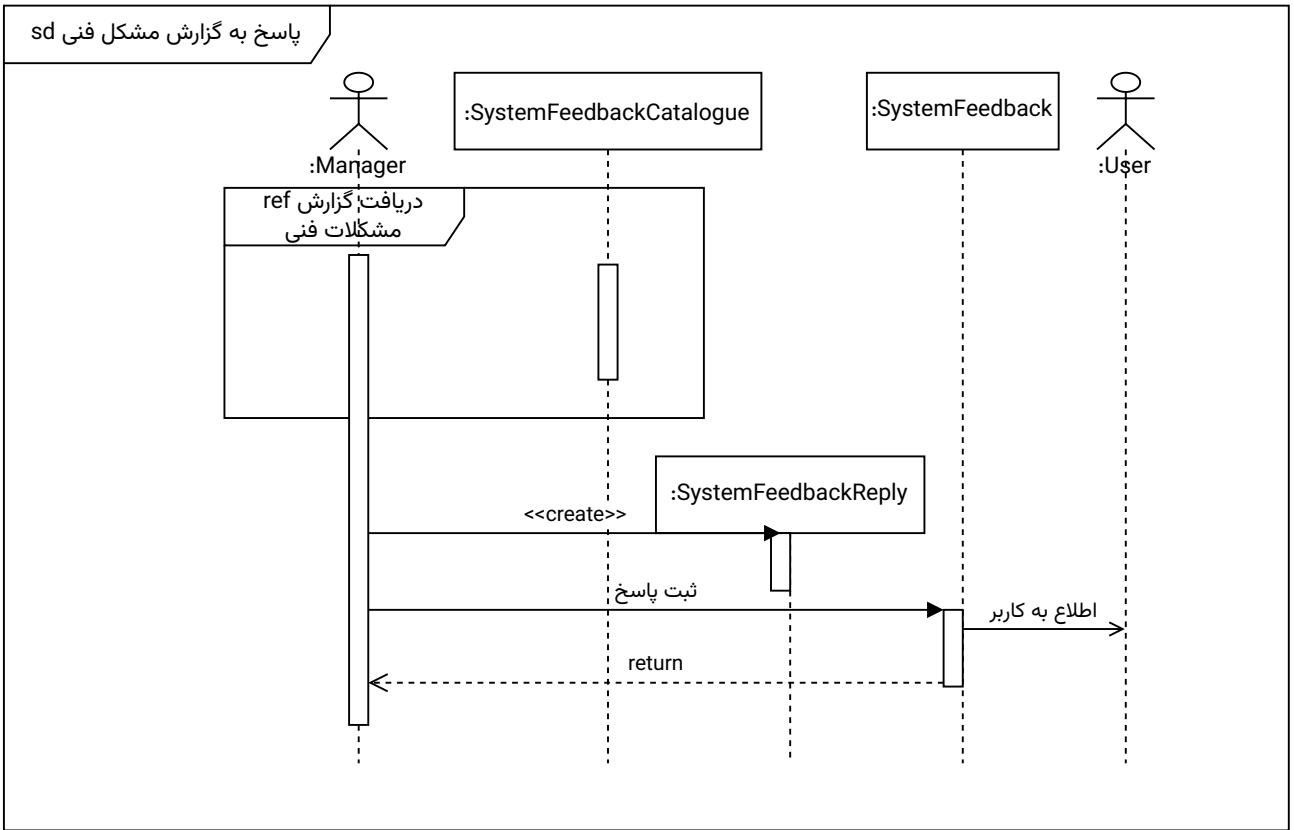 پاسخ به گزارش مشکل فنی sd
:Manager
:SystemFeedbackCatalogue
:SystemFeedback
:User
دریافت گزارش ref
مشکلات فنی
:SystemFeedbackReply
<<create>>
ثبت پاسخ
اطلاع به کاربر
return